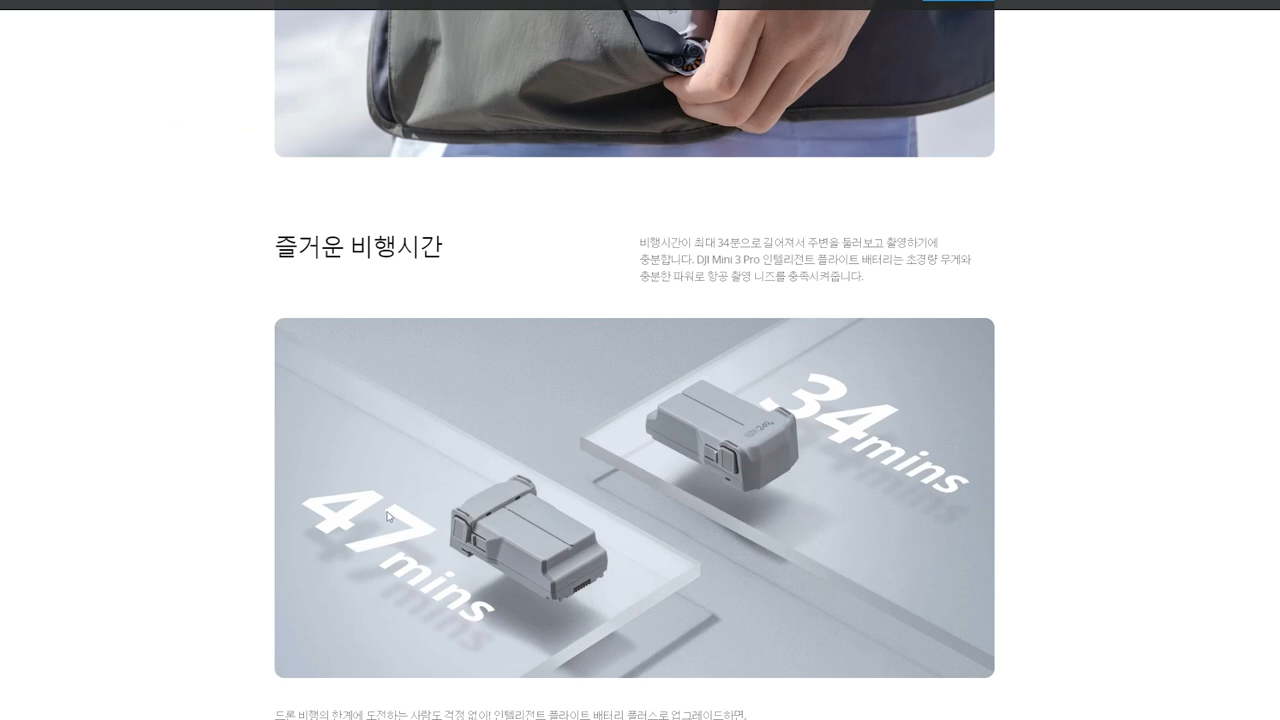 즐거운 비행시간
비행시간이 최대 34분으로 길어져서 주변을 둘러보고 촬영하기에
충분합니다. DJI Mini 3 Pro 인텔리전트 플라이트 배터리는 초경량 무게와
충분한 파워로 항공 촬영 니즈를 충족시켜줍니다.
34mins
47mins
드론 비행의 한계에 도전하는 사람도 걱정 없이! 인텔리전트 플라이트 배터리 플러스로 업그레이드하면,